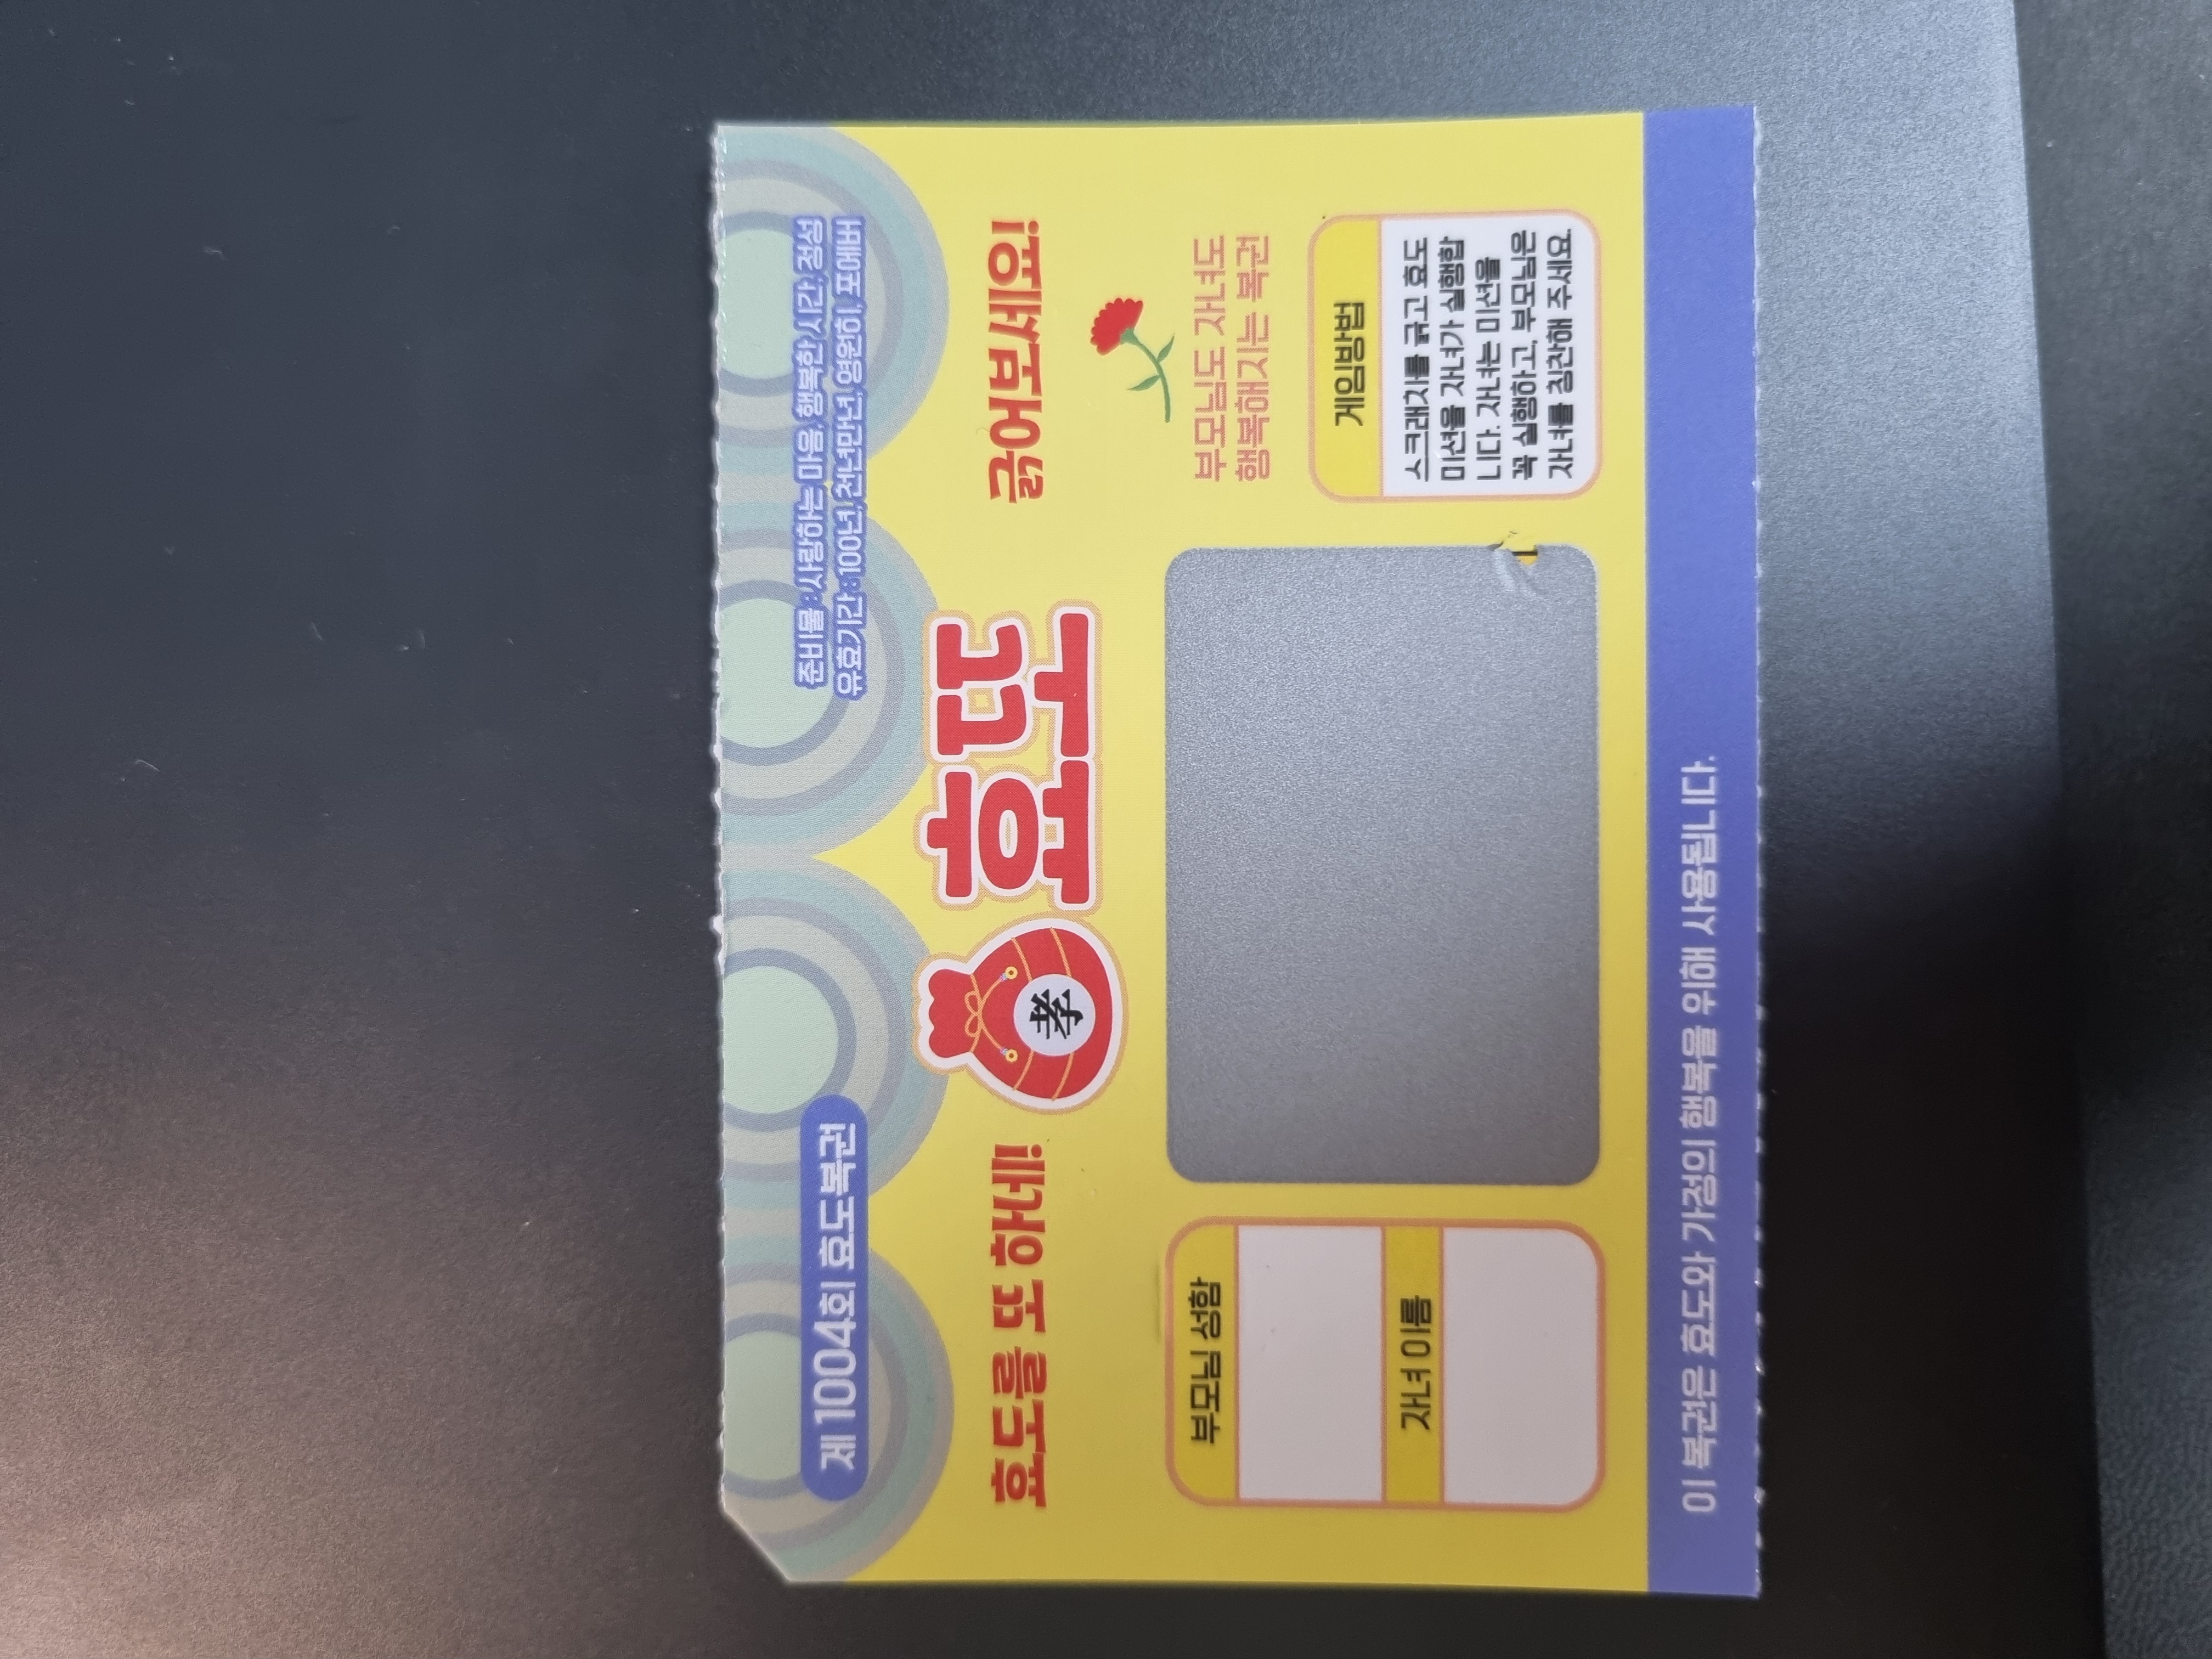 제 1004회 효도복권
준비물 : 사랑하는 마음, 행복한 시간, 정성
유효기간 : 100년, 천년만년, 영원히, 포에버
효도를 또 하네!
孝
효또
긁어보세요!
부모님도 자녀도
행복해지는 복권
부모님 성함
자녀 이름
게임방법
스크래치를 긁고 효도
미션을 자녀가 실행합
니다. 자녀는 미션을
꼭 실행하고, 부모님은
자녀를 칭찬해 주세요.
이 복권은 효도와 가정의 행복을 위해 사용됩니다.